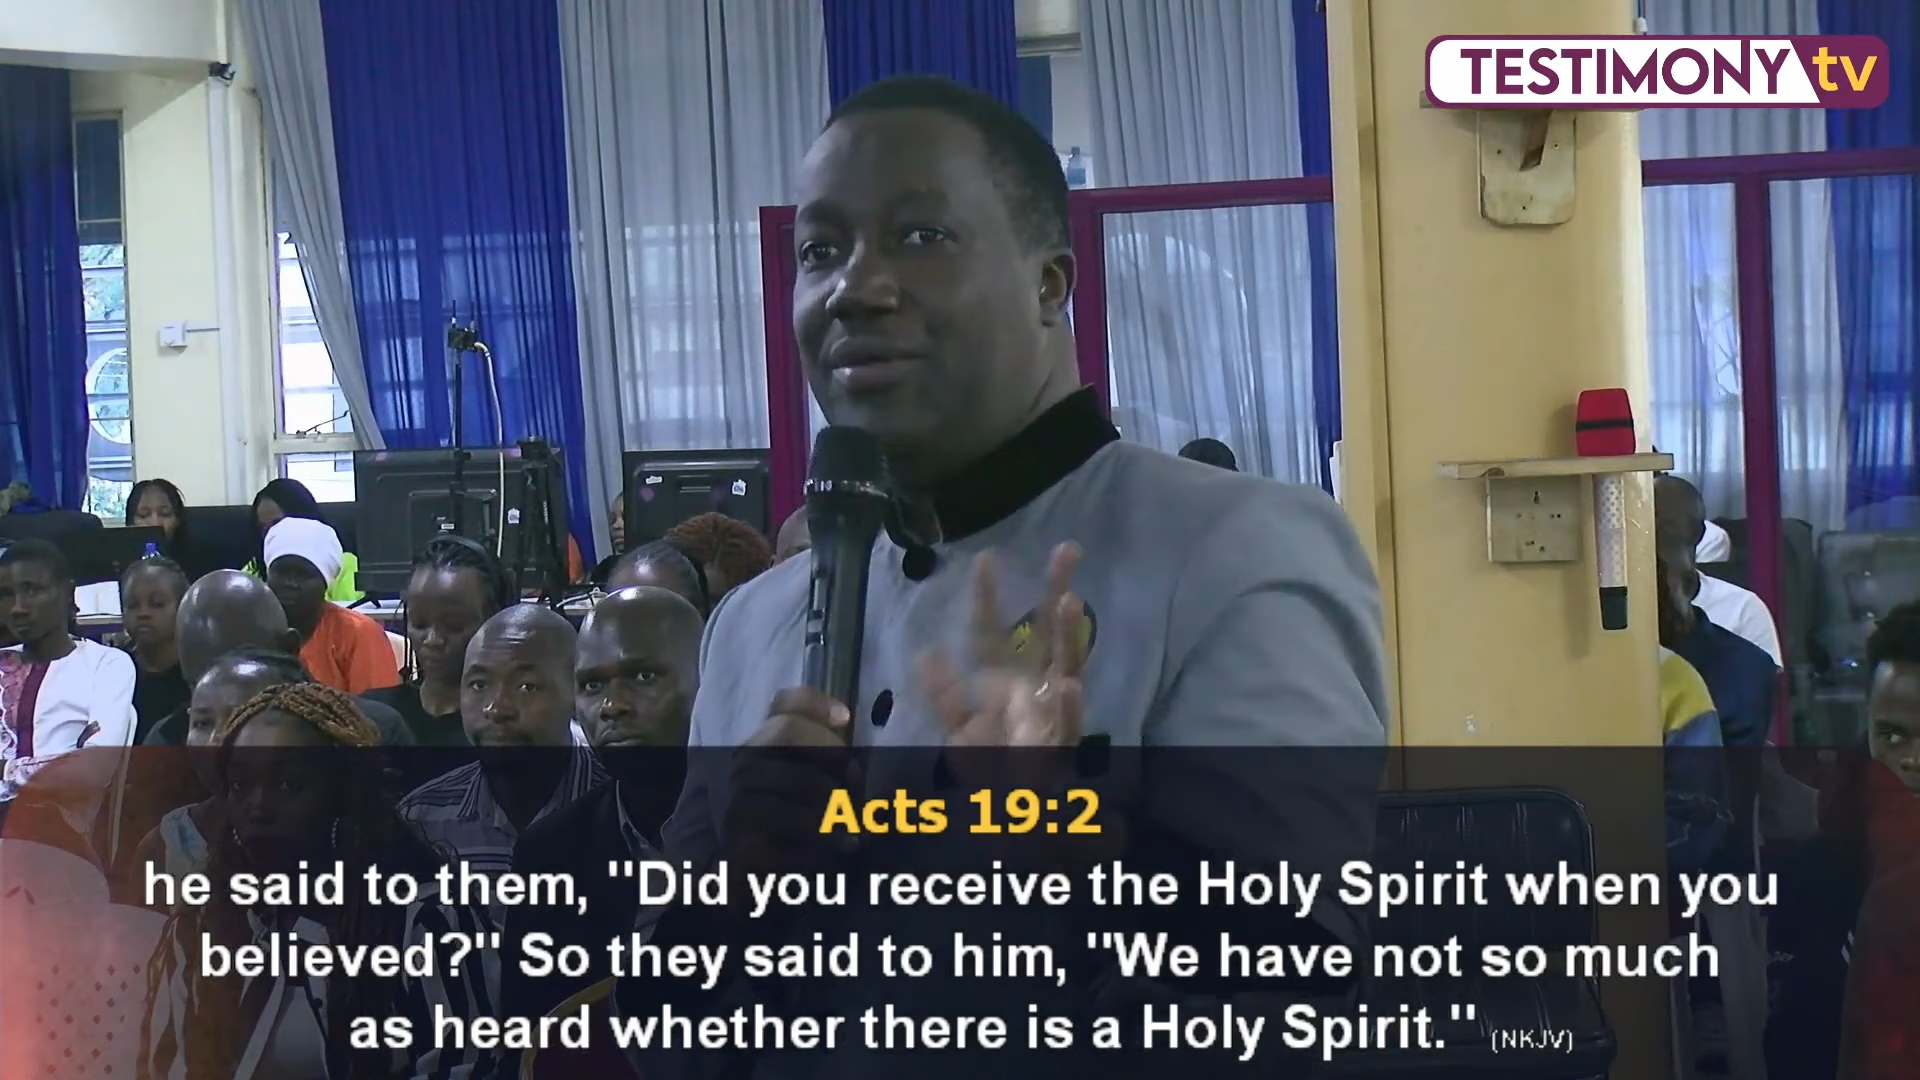 TESTIMONY tv
Acts 19:2
he said to them, "Did you receive the Holy Spirit when you
believed?" So they said to him, "We have not so much
as heard whether there is a Holy Spirit." (NKJV)